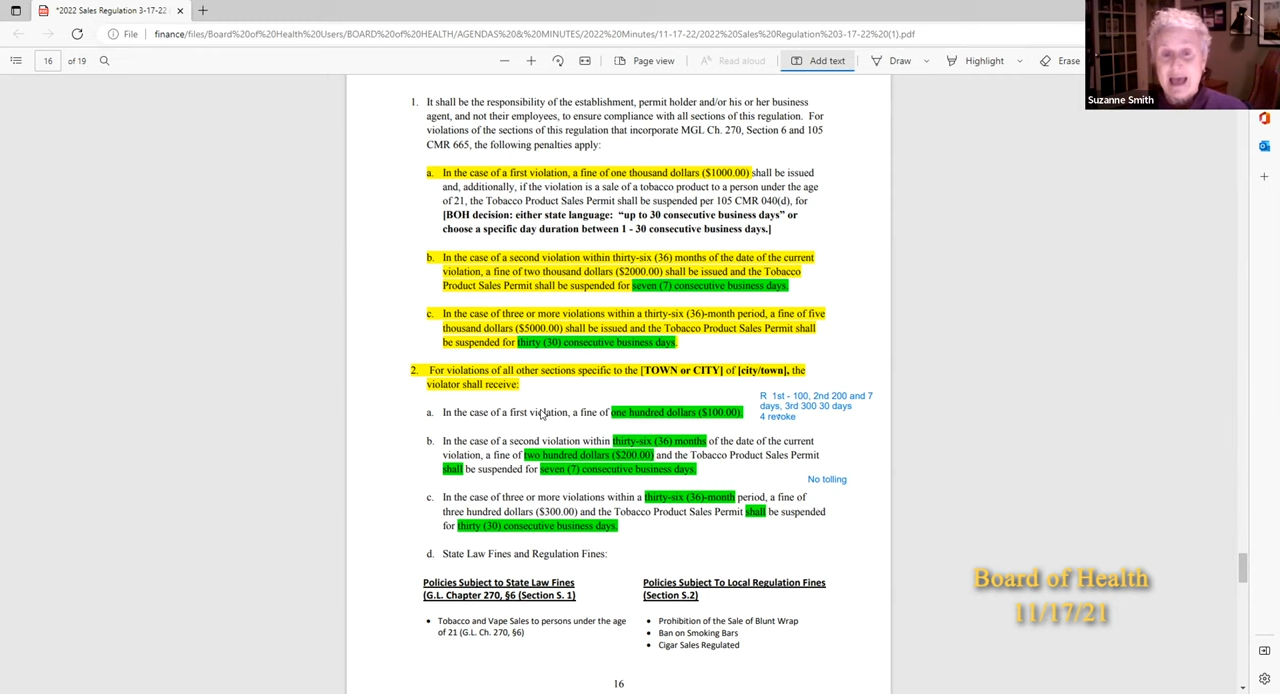 *2022 Sales Regulation 3-17-22
File
finance/files/Board%20of%20Health%20Users/BOARD%20of%20HEALTH/AGENDAS%20&%20MINUTES/2022%20Minutes/11-17-22/2022%20Sales%20Regulation%203-17-22%20(1).pdf
16 of 19
Page view
Read aloud
Add text
Draw
Highlight
Erase
Suzanne Smith
1. It shall be the responsibility of the establishment, permit holder and/or his or her business
agent, and not their employees, to ensure compliance with all sections of this regulation. For
violations of the sections of this regulation that incorporate MGL Ch. 270, Section 6 and 105
CMR 665, the following penalties apply:
a. In the case of a first violation, a fine of one thousand dollars ($1000.00) shall be issued
and, additionally, if the violation is a sale of a tobacco product to a person under the age
of 21, the Tobacco Product Sales Permit shall be suspended per 105 CMR 040(d), for
[BOH decision: either state language: “up to 30 consecutive business days” or
choose a specific day duration between 1 - 30 consecutive business days.]
b. In the case of a second violation within thirty-six (36) months of the date of the current
violation, a fine of two thousand dollars ($2000.00) shall be issued and the Tobacco
Product Sales Permit shall be suspended for seven (7) consecutive business days.
c. In the case of three or more violations within a thirty-six (36)-month period, a fine of five
thousand dollars ($5000.00) shall be issued and the Tobacco Product Sales Permit shall
be suspended for thirty (30) consecutive business days.
2. For violations of all other sections specific to the [TOWN or CITY] of [city/town], the
violator shall receive:
R 1st - 100, 2nd 200 and 7
days, 3rd 300 30 days
4 revoke
a. In the case of a first violation, a fine of one hundred dollars ($100.00).
b. In the case of a second violation within thirty-six (36) months of the date of the current
violation, a fine of two hundred dollars ($200.00) and the Tobacco Product Sales Permit
shall be suspended for seven (7) consecutive business days.
No tolling
c. In the case of three or more violations within a thirty-six (36)-month period, a fine of
three hundred dollars ($300.00) and the Tobacco Product Sales Permit shall be suspended
for thirty (30) consecutive business days.
d. State Law Fines and Regulation Fines:
Policies Subject to State Law Fines
(G.L. Chapter 270, §6 (Section S. 1)
• Tobacco and Vape Sales to persons under the age
of 21 (G.L. Ch. 270, §6)
Policies Subject To Local Regulation Fines
(Section S.2)
• Prohibition of the Sale of Blunt Wrap
• Ban on Smoking Bars
• Cigar Sales Regulated
16
Board of Health
11/17/21